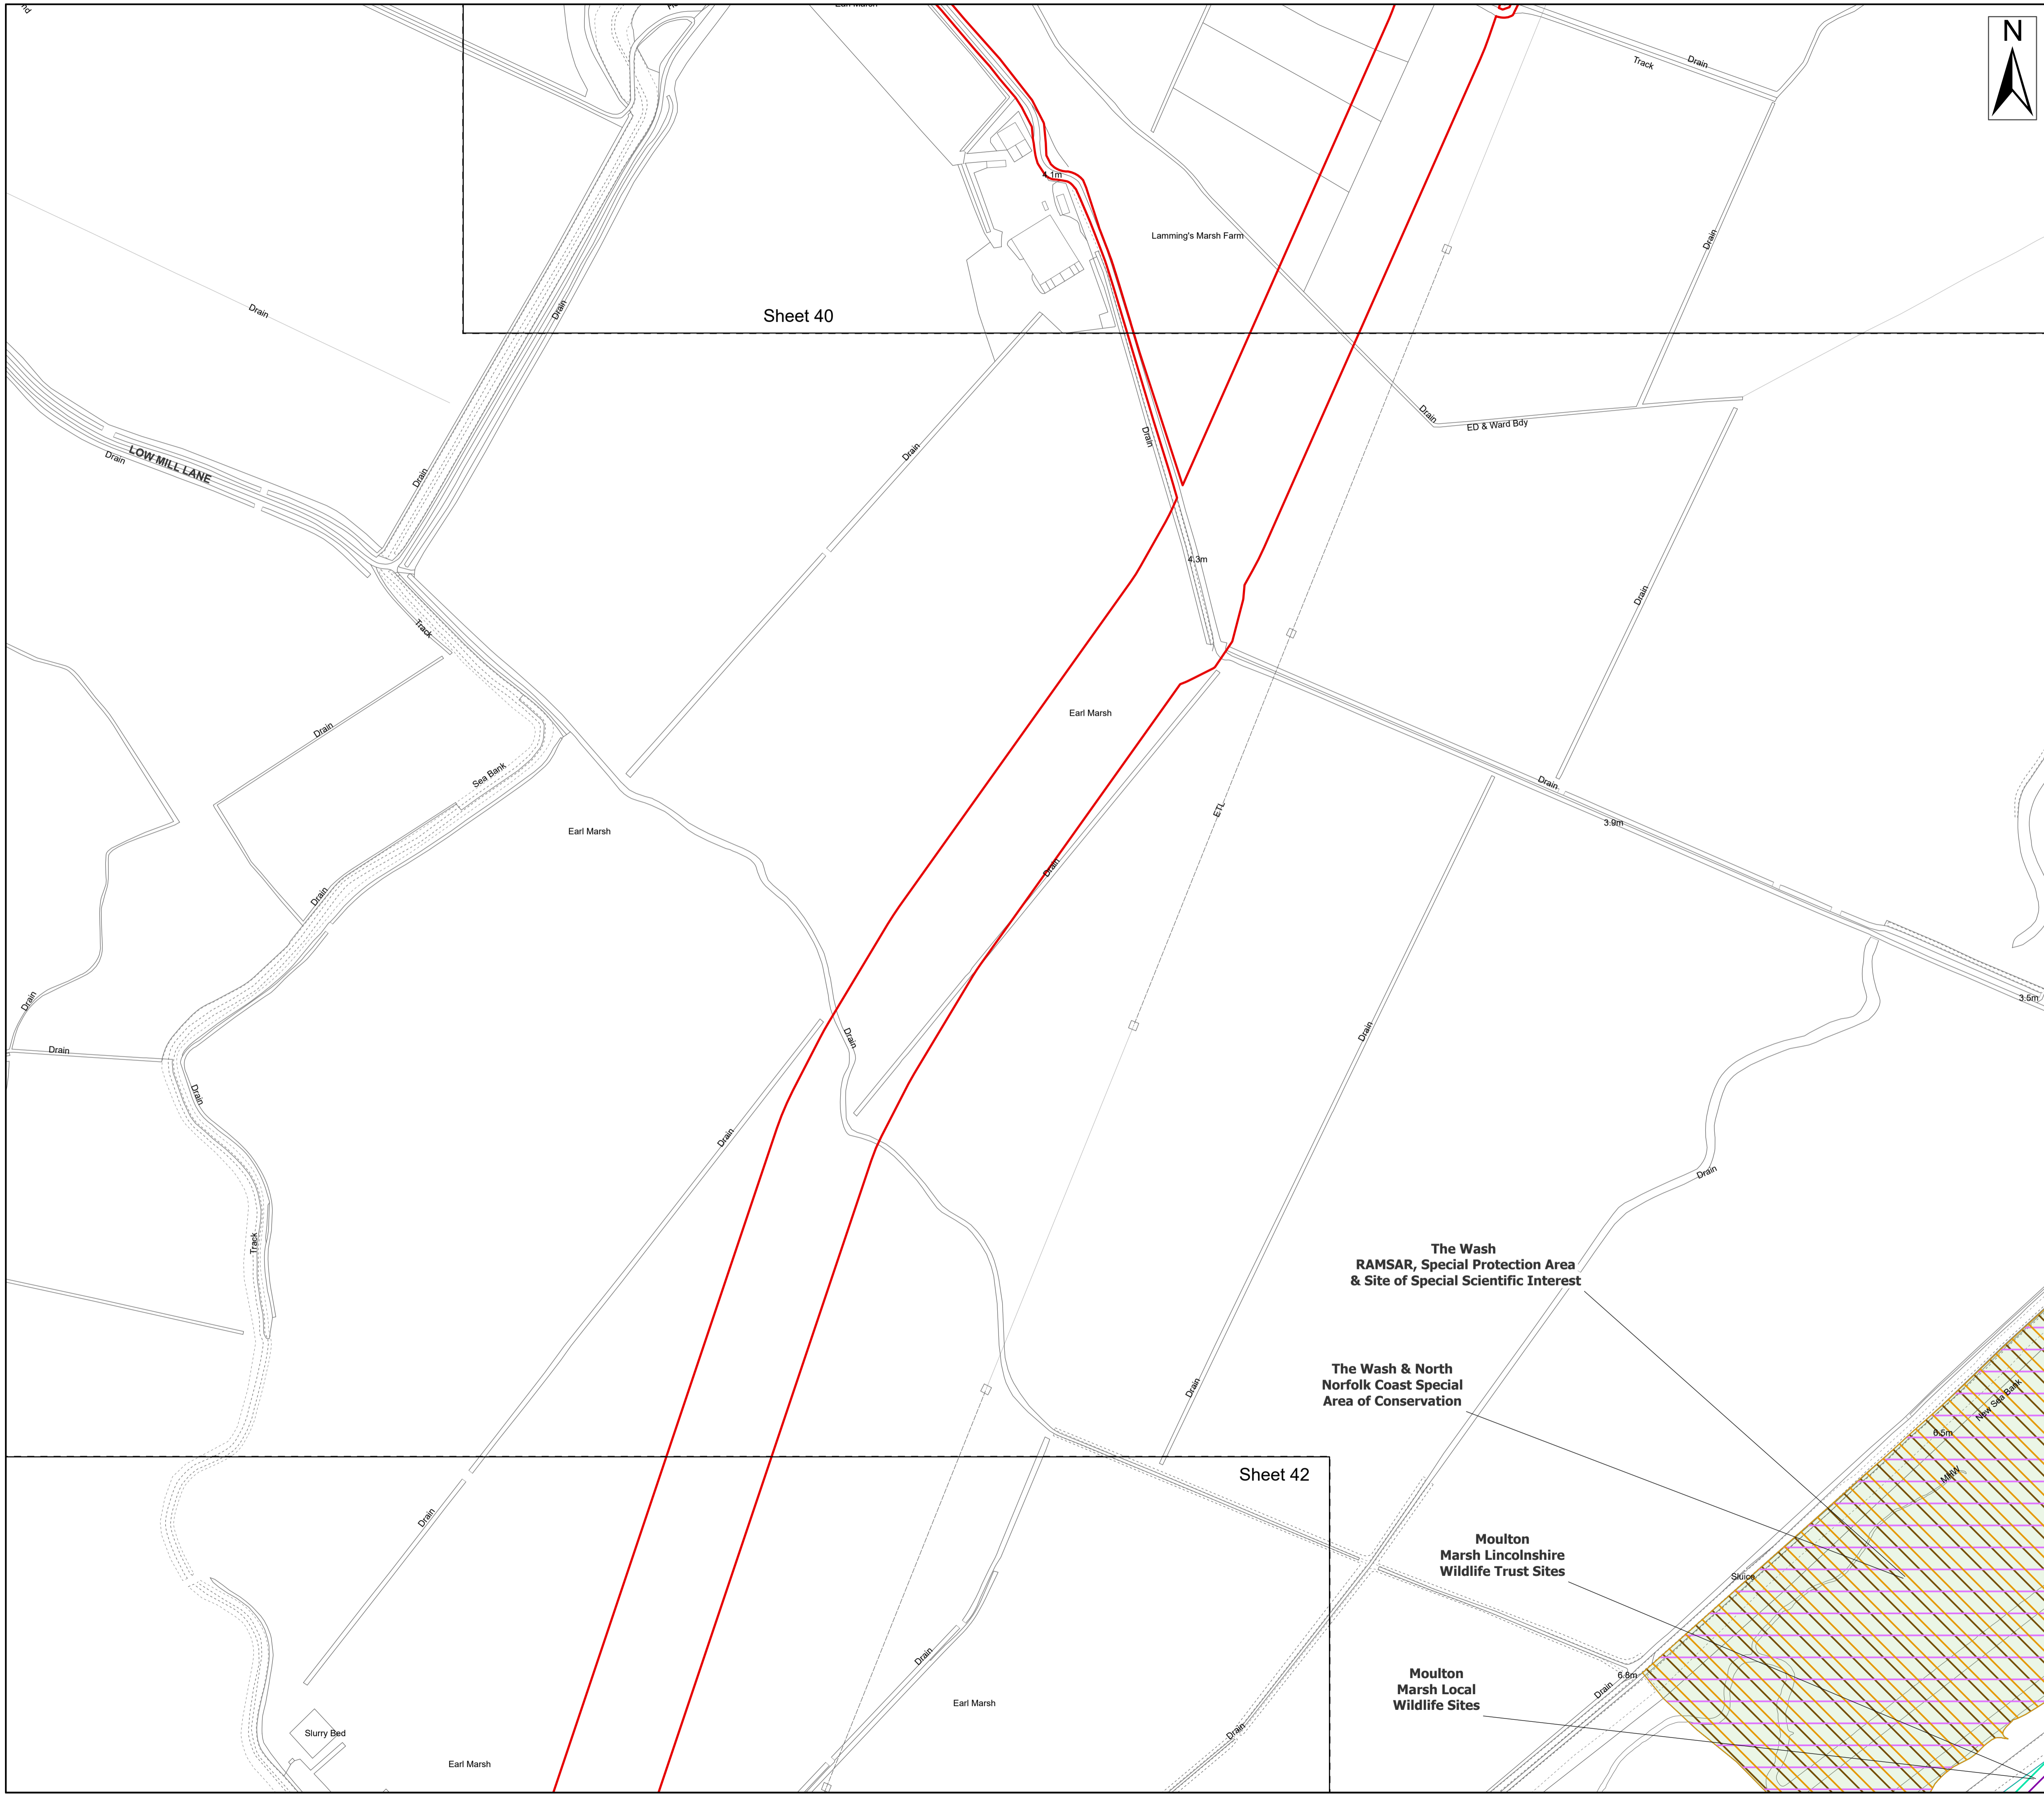 Earl Marsh
N
Track
Drain
4.1m
Lamming's Marsh Farm
Drain
Drain
Drain
Sheet 40
Drain
ED & Ward Bdy
Drain
Drain
LOW MILL LANE
Drain
Drain
4.3m
Drain
Track
Earl Marsh
Drain
Sea Bank
Drain
ETL
3.9m
Earl Marsh
Drain
Drain
Drain
3.5m
Drain
Drain
Drain
Drain
Drain
Drain
Drain
Track
The Wash
RAMSAR, Special Protection Area
& Site of Special Scientific Interest
The Wash & North
Norfolk Coast Special
Area of Conservation
Drain
New Sea Bank
6.5m
MHW
Sheet 42
Drain
Moulton
Marsh Lincolnshire
Wildlife Trust Sites
Sluice
Drain
6.8m
Moulton
Marsh Local
Wildlife Sites
Drain
Earl Marsh
Drain
Slurry Bed
Earl Marsh